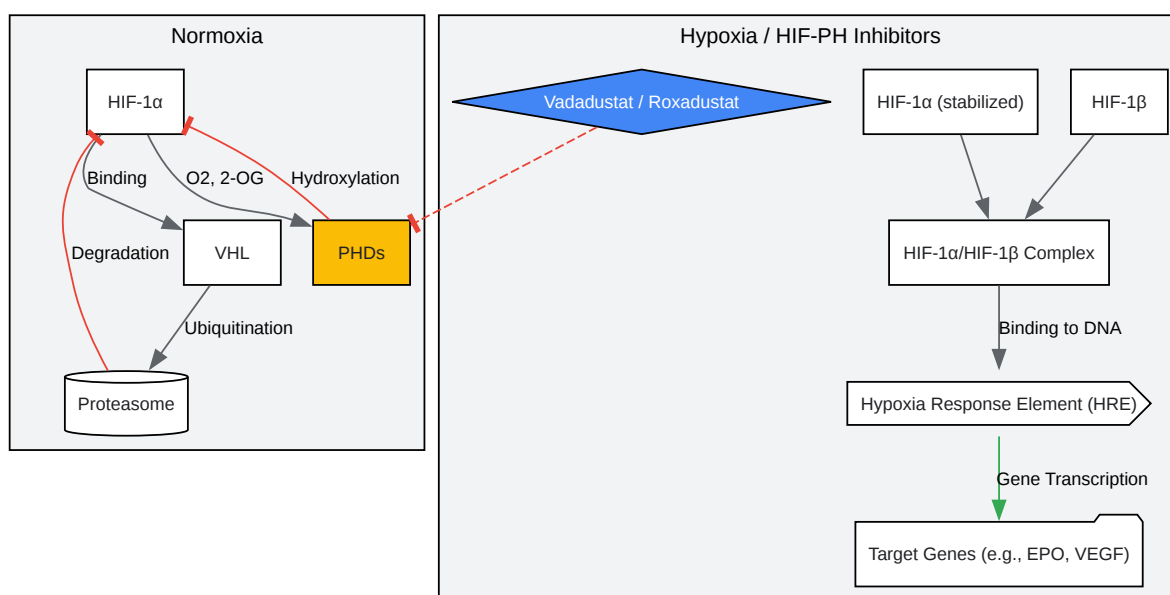 Normoxia
HIF-1α
Binding
O2, 2-OG
Hydroxylation
Degradation
VHL
PHDs
Ubiquitination
Proteasome
Hypoxia / HIF-PH Inhibitors
Vadadustat / Roxadustat
HIF-1α (stabilized)
HIF-1β
HIF-1α/HIF-1β Complex
Binding to DNA
Hypoxia Response Element (HRE)
Gene Transcription
Target Genes (e.g., EPO, VEGF)